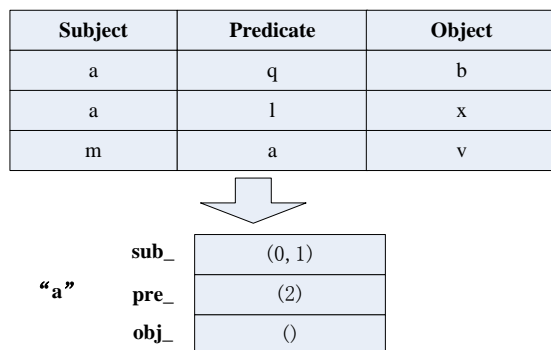 Subject Predicate Object
a q b
a l x
m a v
sub_ (0, 1)
“a” pre_ (2)
obj_ ()